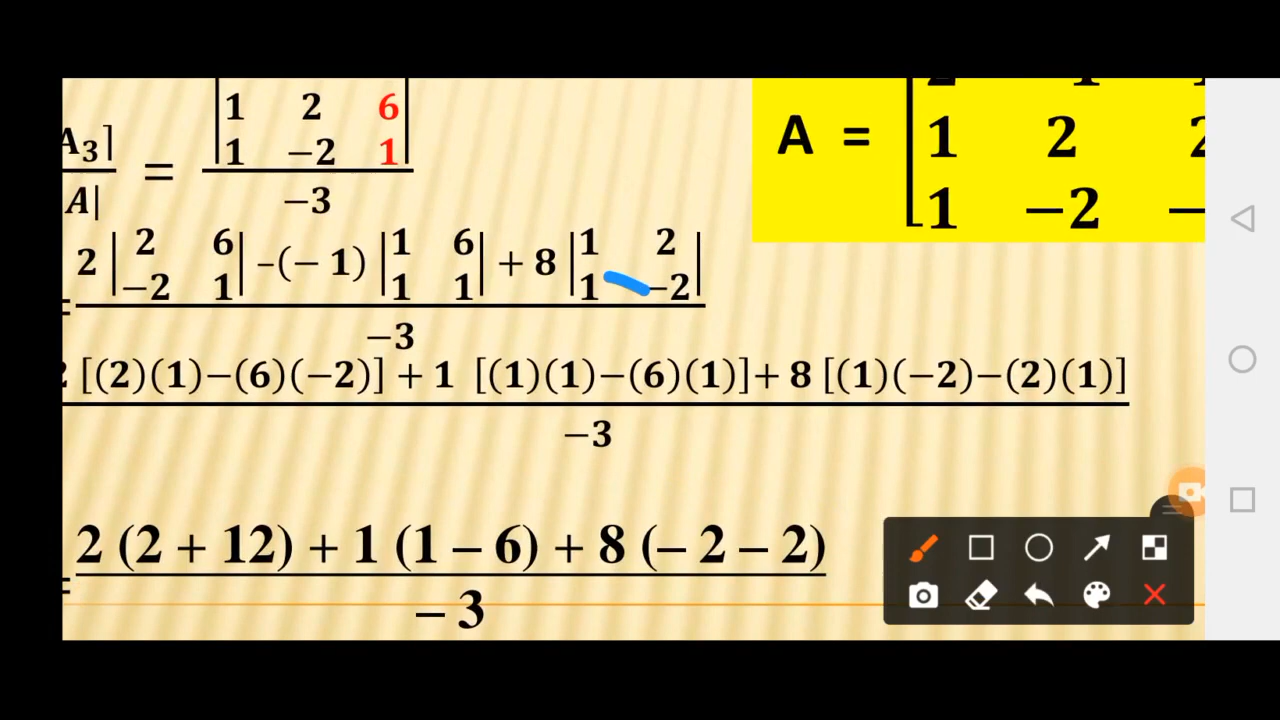 1 2 6
A₃] = 1 −2 1
|A| −3
2 |2 6| –(– 1) |1 6| + 8 |1 2|
|−2 1| |1 1| |1 −2|
= −3
2 [(2)(1)−(6)(−2)] + 1 [(1)(1)−(6)(1)]+ 8 [(1)(−2)−(2)(1)]
−3
= 2 (2 + 12) + 1 (1 – 6) + 8 (– 2 – 2)
– 3
A = [1 2 2
1 −2 −